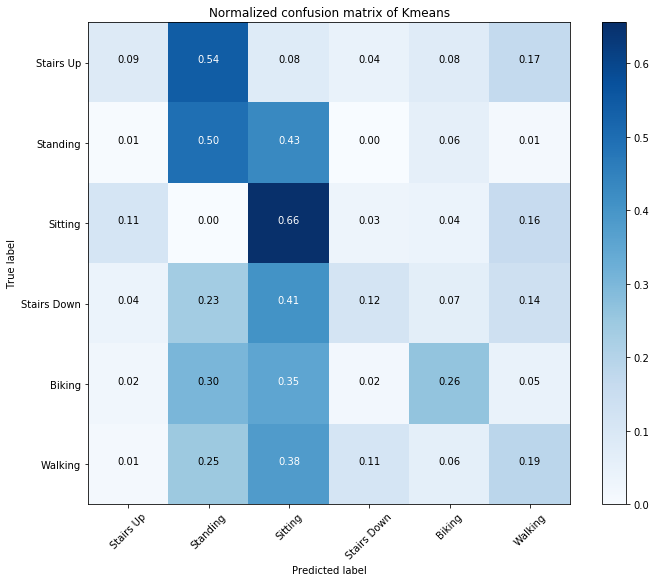 Normalized confusion matrix of Kmeans
True label
Stairs Up 0.09 0.54 0.08 0.04 0.08 0.17
Standing 0.01 0.50 0.43 0.00 0.06 0.01
Sitting 0.11 0.00 0.66 0.03 0.04 0.16
Stairs Down 0.04 0.23 0.41 0.12 0.07 0.14
Biking 0.02 0.30 0.35 0.02 0.26 0.05
Walking 0.01 0.25 0.38 0.11 0.06 0.19
Stairs Up Standing Sitting Stairs Down Biking Walking
Predicted label
0.6
0.5
0.4
0.3
0.2
0.1
0.0